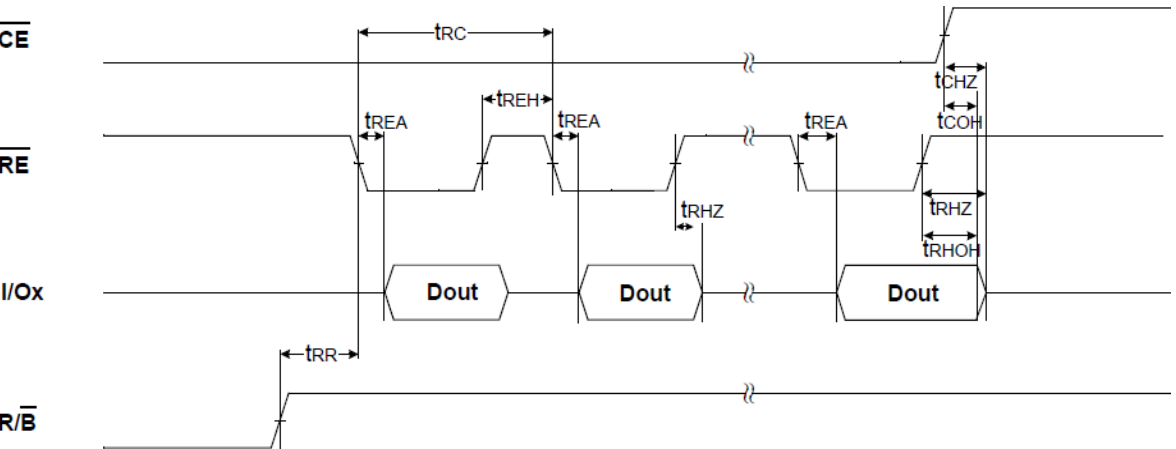 CE
tRC
tCHZ
tREH
tREA
tREA
tREA
tCOH
RE
tRHZ
tRHZ
tRHOH
I/Ox
Dout
Dout
Dout
tRR
R/B